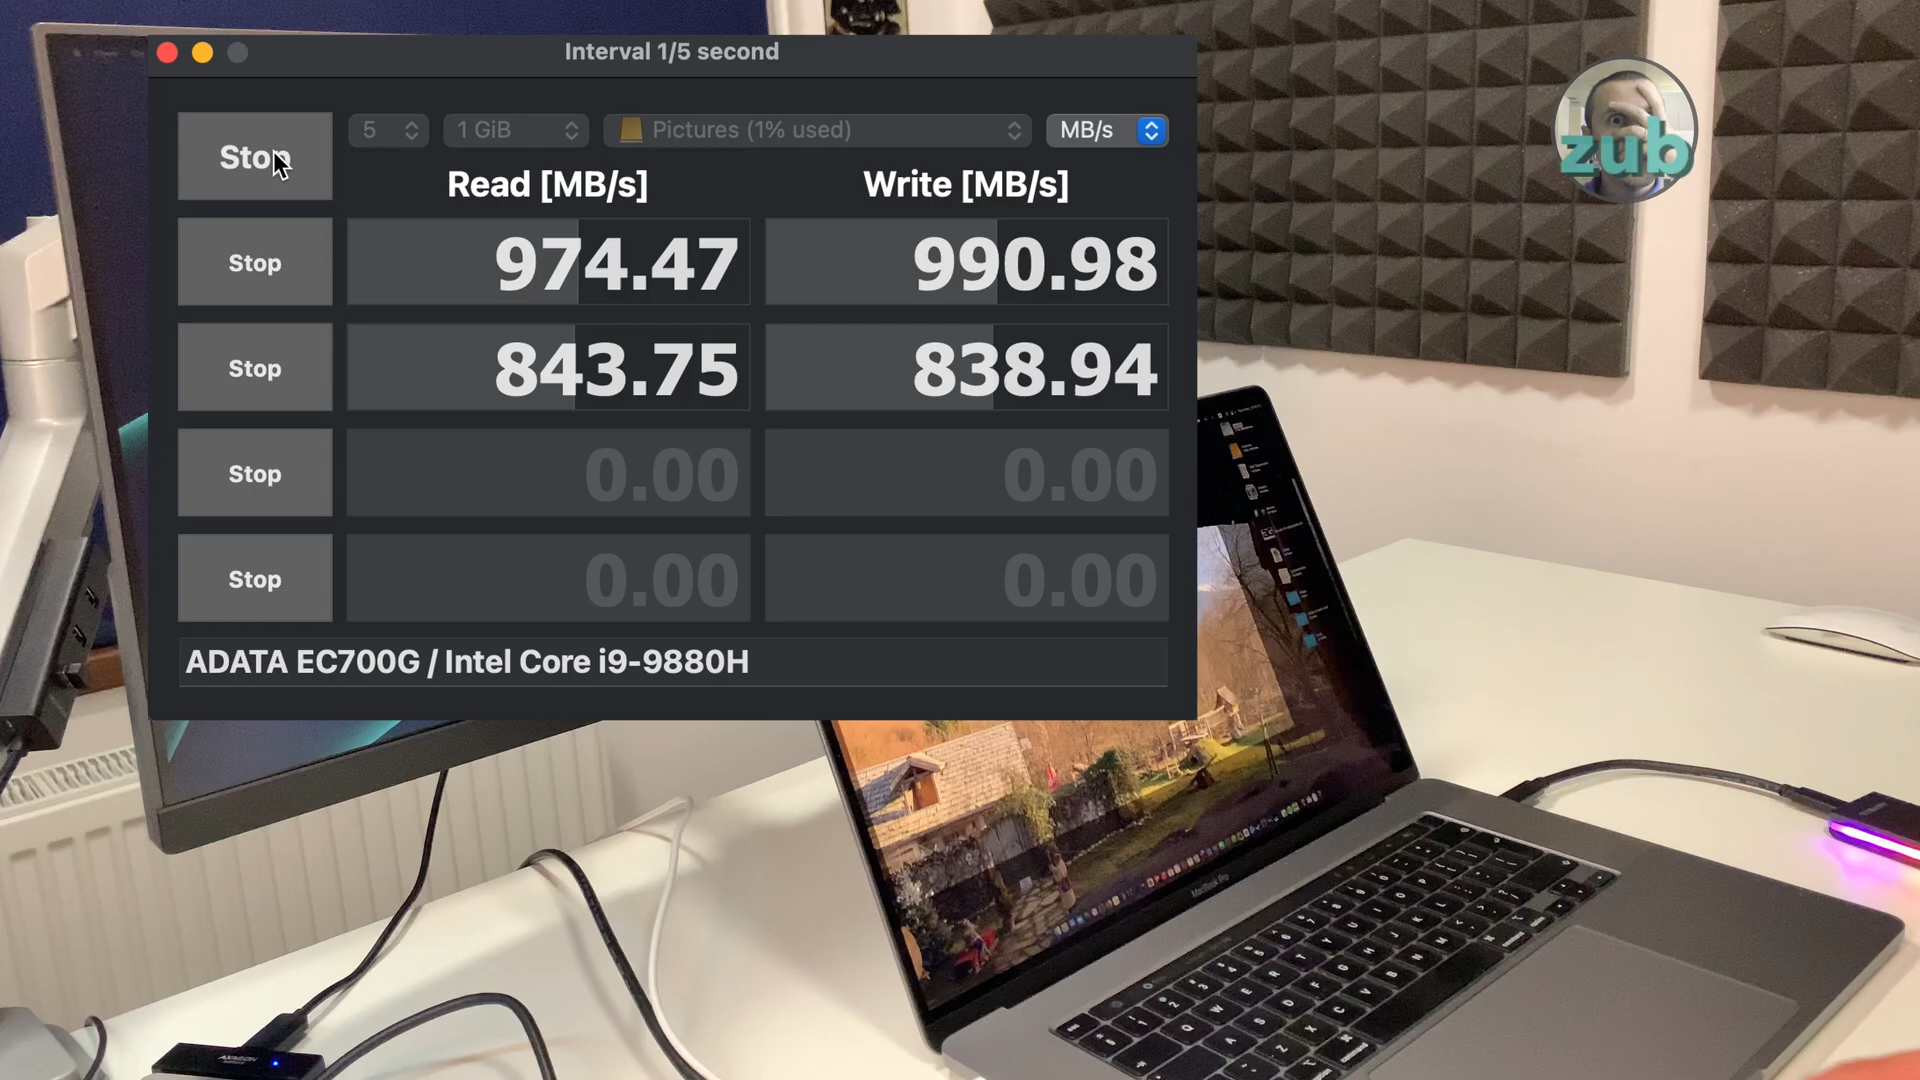 Interval 1/5 second
Stop
5
1 GiB
Pictures (1% used)
MB/s
Read [MB/s]
Write [MB/s]
Stop
974.47
990.98
Stop
843.75
838.94
Stop
0.00
0.00
Stop
0.00
0.00
ADATA EC700G / Intel Core i9-9880H
zub
MacBook Pro